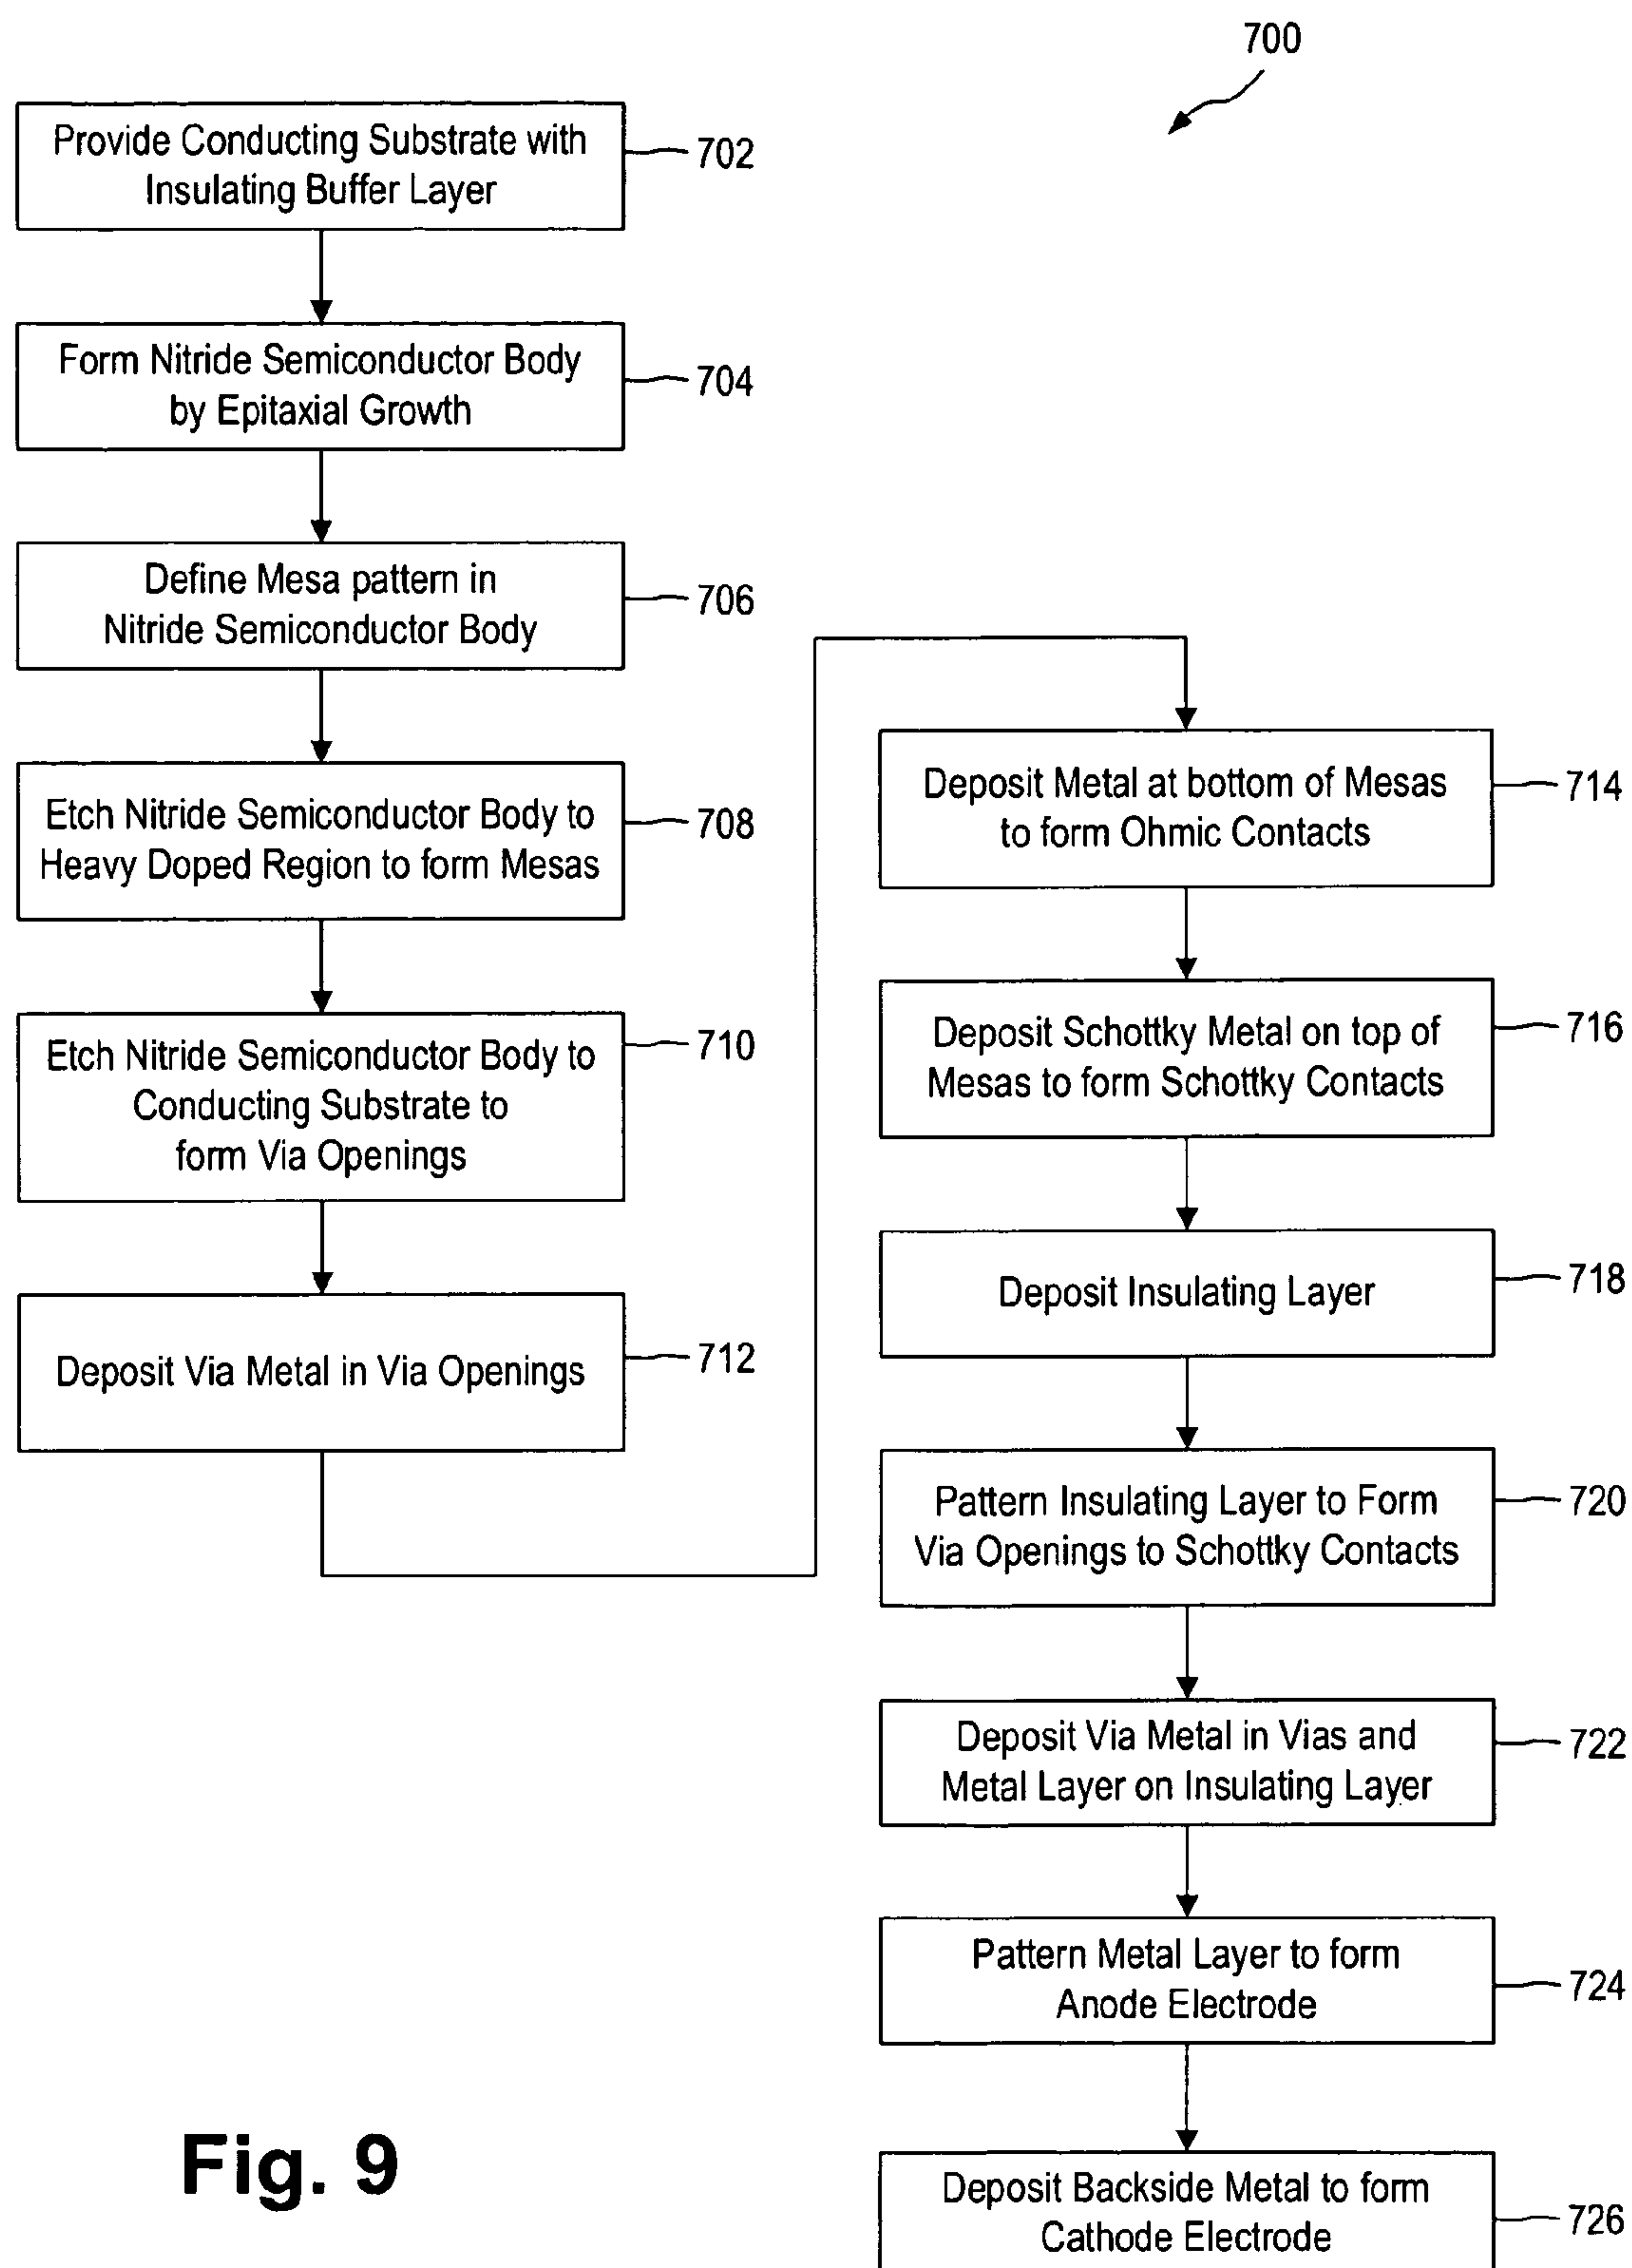 700
Provide Conducting Substrate with
Insulating Buffer Layer
702
Form Nitride Semiconductor Body
by Epitaxial Growth
704
Define Mesa pattern in
Nitride Semiconductor Body
706
Etch Nitride Semiconductor Body to
Heavy Doped Region to form Mesas
708
Etch Nitride Semiconductor Body to
Conducting Substrate to
form Via Openings
710
Deposit Via Metal in Via Openings
712
Deposit Metal at bottom of Mesas
to form Ohmic Contacts
714
Deposit Schottky Metal on top of
Mesas to form Schottky Contacts
716
Deposit Insulating Layer
718
Pattern Insulating Layer to Form
Via Openings to Schottky Contacts
720
Deposit Via Metal in Vias and
Metal Layer on Insulating Layer
722
Pattern Metal Layer to form
Anode Electrode
724
Deposit Backside Metal to form
Cathode Electrode
726
Fig. 9